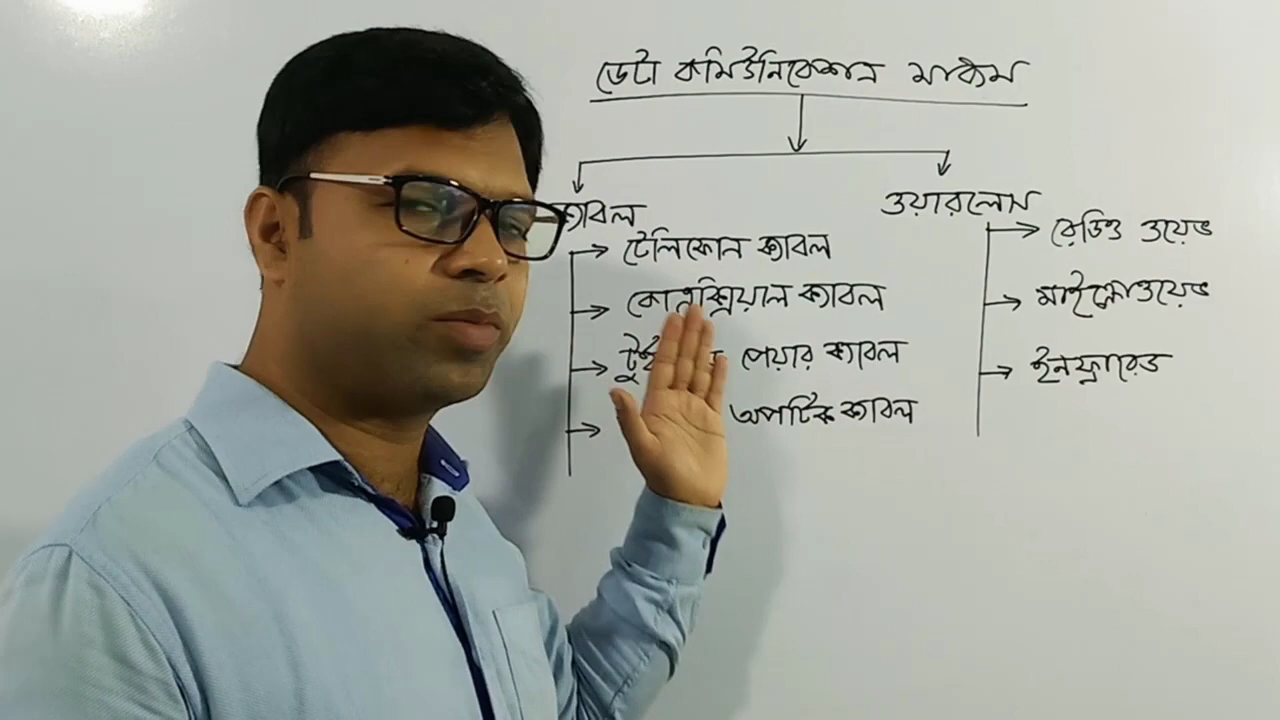 ডেটা কমিউনিকেশন মাধ্যম
ক্যাবল
টেলিফোন ক্যাবল
কোএক্সিয়াল ক্যাবল
পেয়ার ক্যাবল
অপটিক ক্যাবল
ওয়ারলেস
রেডিও ওয়েভ
মাইক্রোওয়েভ
ইনফ্রারেড